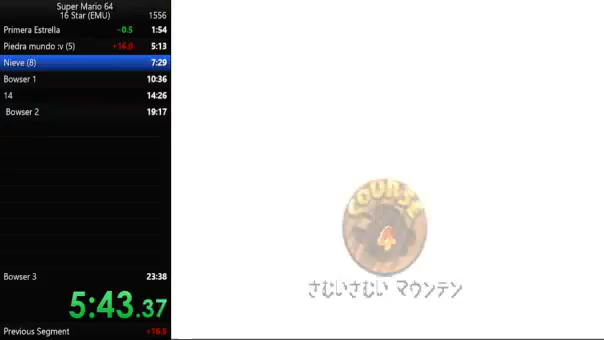 Super Mario 64
16 Star (EMU) 1556
Primera Estrella -0.5 1:54
Piedra mundo :v (5) +16.0 5:13
Nieve (8) 7:29
Bowser 1 10:36
14 14:26
Bowser 2 19:17
Bowser 3 23:38
5:43.37
Previous Segment +16.5
COURSE
4
さむいさむい マウンテン